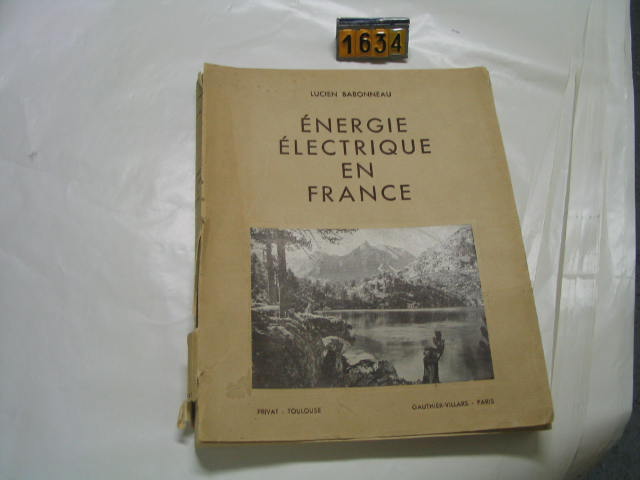 1634
LUCIEN BABONNEAU
ÉNERGIE
ÉLECTRIQUE
EN
FRANCE
PRIVAT - TOULOUSE
GAUTHIER-VILLARS - PARIS